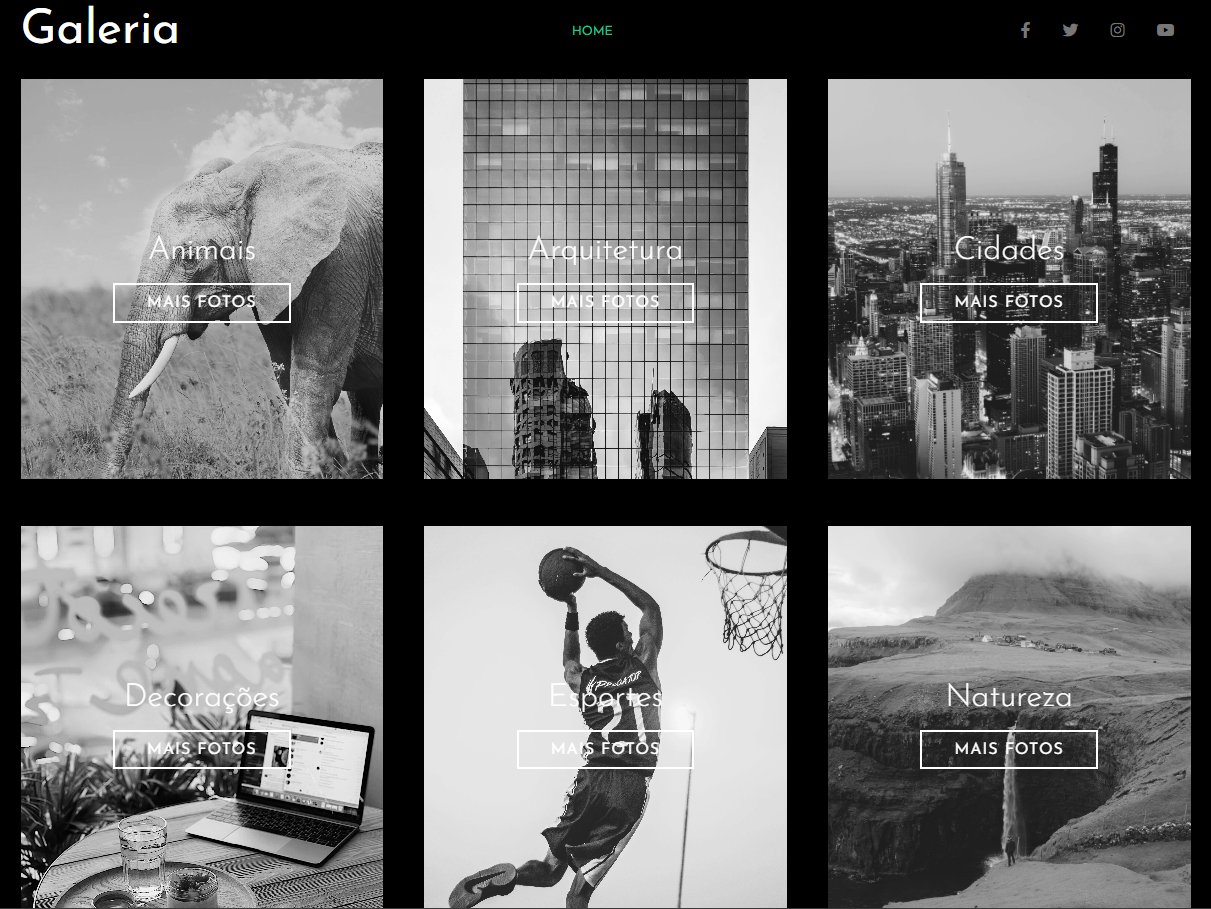 Galeria
HOME
Animais
MAIS FOTOS
Arquitetura
MAIS FOTOS
Cidades
MAIS FOTOS
Decorações
MAIS FOTOS
Esportes
21
MAIS FOTOS
Natureza
MAIS FOTOS